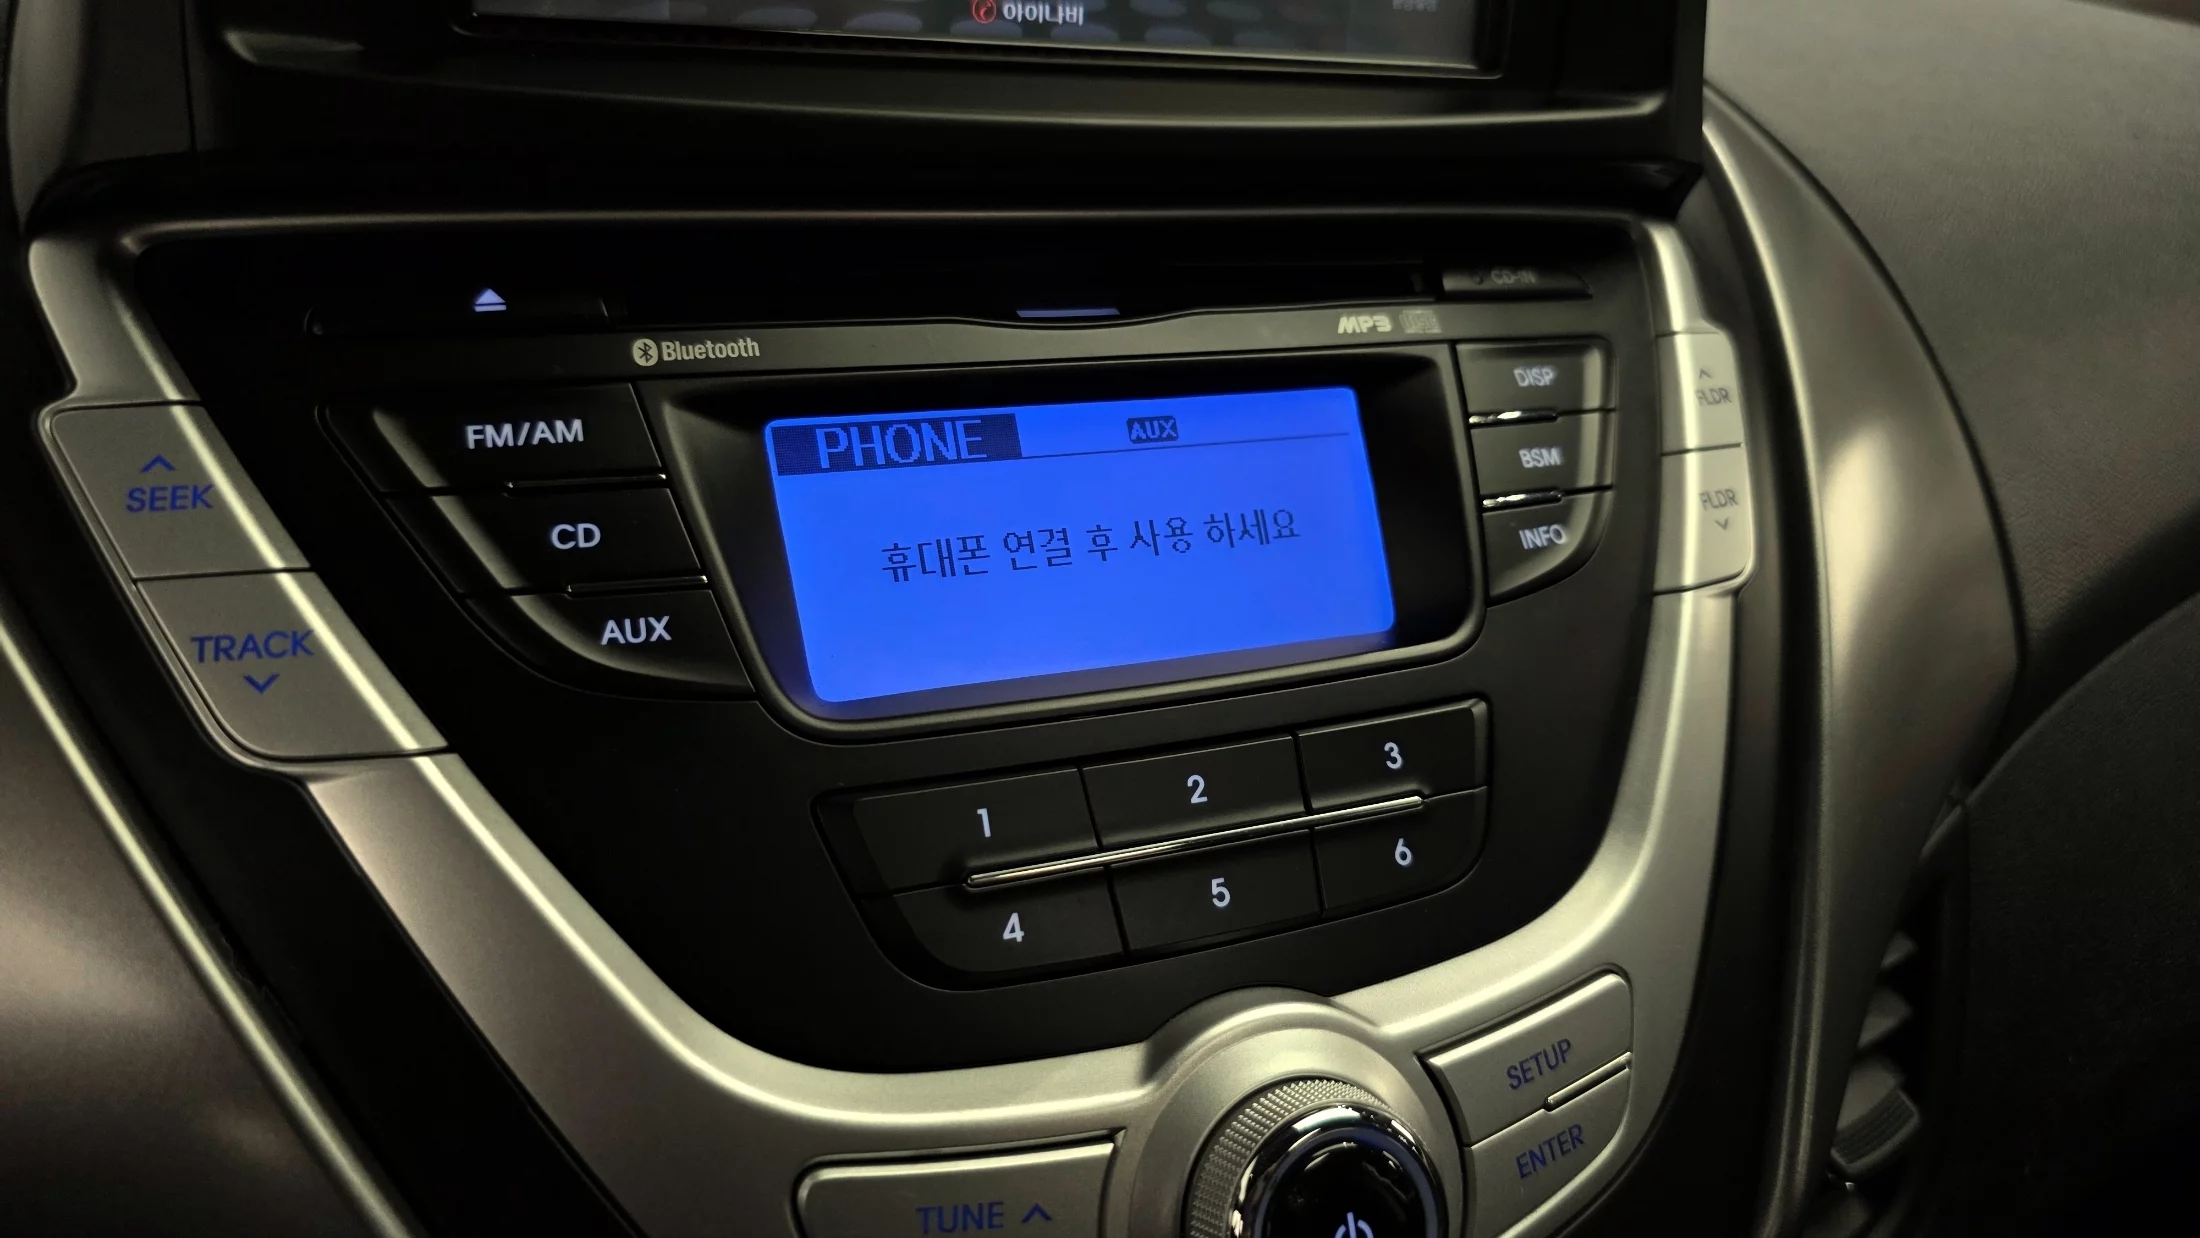 아이나비
CD-IN
MP3
Bluetooth
DISP
FLDR
FM/AM
PHONE
AUX
BSM
SEEK
CD
휴대폰 연결 후 사용 하세요
INFO
FLDR
TRACK
AUX
1
2
3
4
5
6
SETUP
ENTER
TUNE